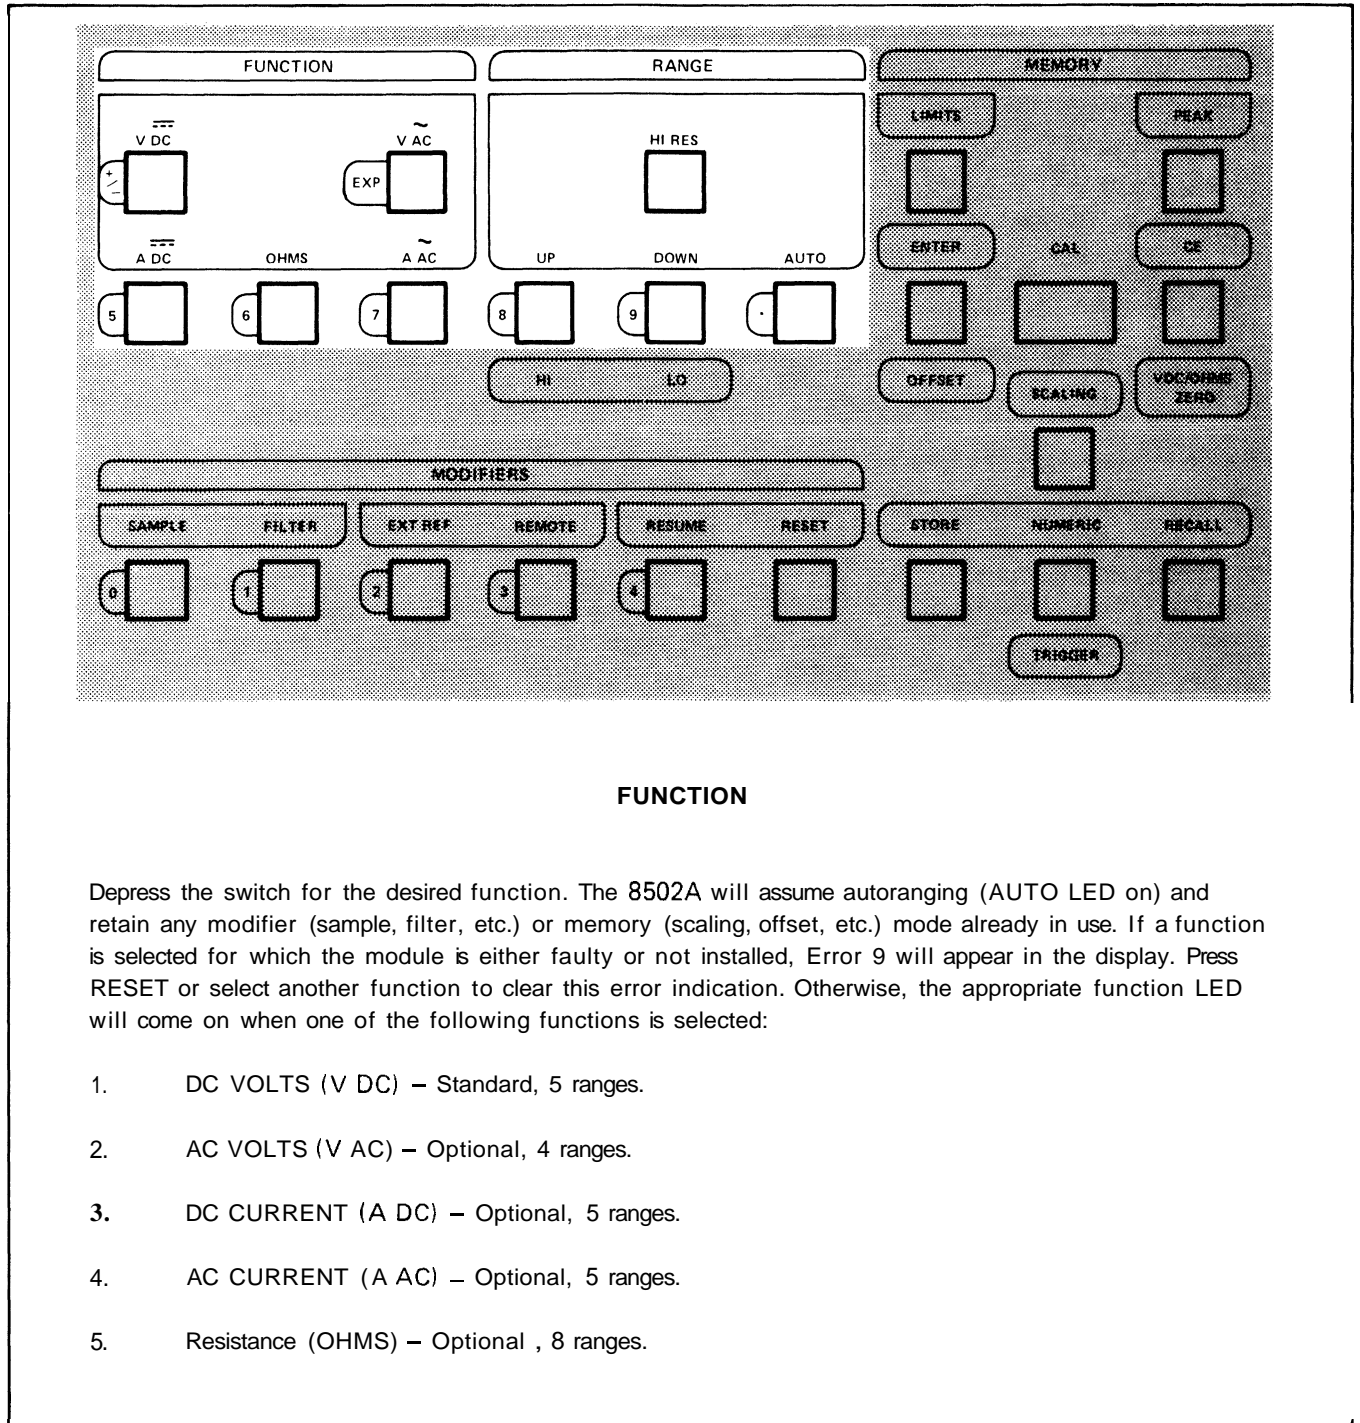 FUNCTION RANGE MEMORY
LIMITS PEAK
V DC V AC HI RES
+/− EXP
ENTER CAL CE
A DC OHMS A AC UP DOWN AUTO
5 6 7 8 9 .
HI LO OFFSET SCALING VDC/OHMS
ZERO
MODIFIERS
SAMPLE FILTER EXT REF REMOTE RESUME RESET STORE NUMERIC RECALL
0 1 2 3 4
TRIGGER
FUNCTION
Depress the switch for the desired function. The 8502A will assume autoranging (AUTO LED on) and
retain any modifier (sample, filter, etc.) or memory (scaling, offset, etc.) mode already in use. If a function
is selected for which the module is either faulty or not installed, Error 9 will appear in the display. Press
RESET or select another function to clear this error indication. Otherwise, the appropriate function LED
will come on when one of the following functions is selected:
1. DC VOLTS (V DC) – Standard, 5 ranges.
2. AC VOLTS (V AC) – Optional, 4 ranges.
3. DC CURRENT (A DC) – Optional, 5 ranges.
4. AC CURRENT (A AC) – Optional, 5 ranges.
5. Resistance (OHMS) – Optional , 8 ranges.